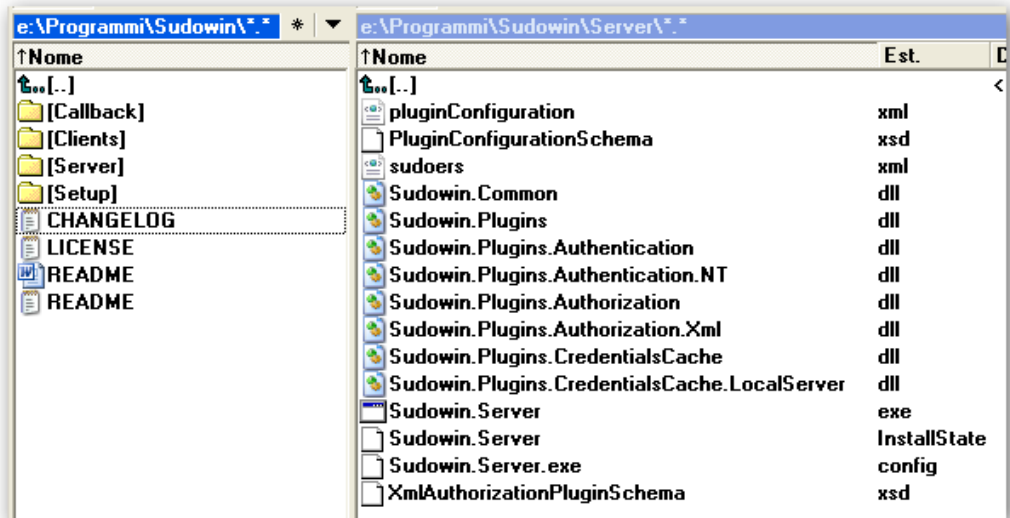 e:\Programmi\Sudowin\*.* * ▼
↑Nome
[..]
[Callback]
[Clients]
[Server]
[Setup]
CHANGELOG
LICENSE
README
README
e:\Programmi\Sudowin\Server\*.*
↑Nome Est. D
[..] <
pluginConfiguration xml
PluginConfigurationSchema xsd
sudoers xml
Sudowin.Common dll
Sudowin.Plugins dll
Sudowin.Plugins.Authentication dll
Sudowin.Plugins.Authentication.NT dll
Sudowin.Plugins.Authorization dll
Sudowin.Plugins.Authorization.Xml dll
Sudowin.Plugins.CredentialsCache dll
Sudowin.Plugins.CredentialsCache.LocalServer dll
Sudowin.Server exe
Sudowin.Server InstallState
Sudowin.Server.exe config
XmlAuthorizationPluginSchema xsd